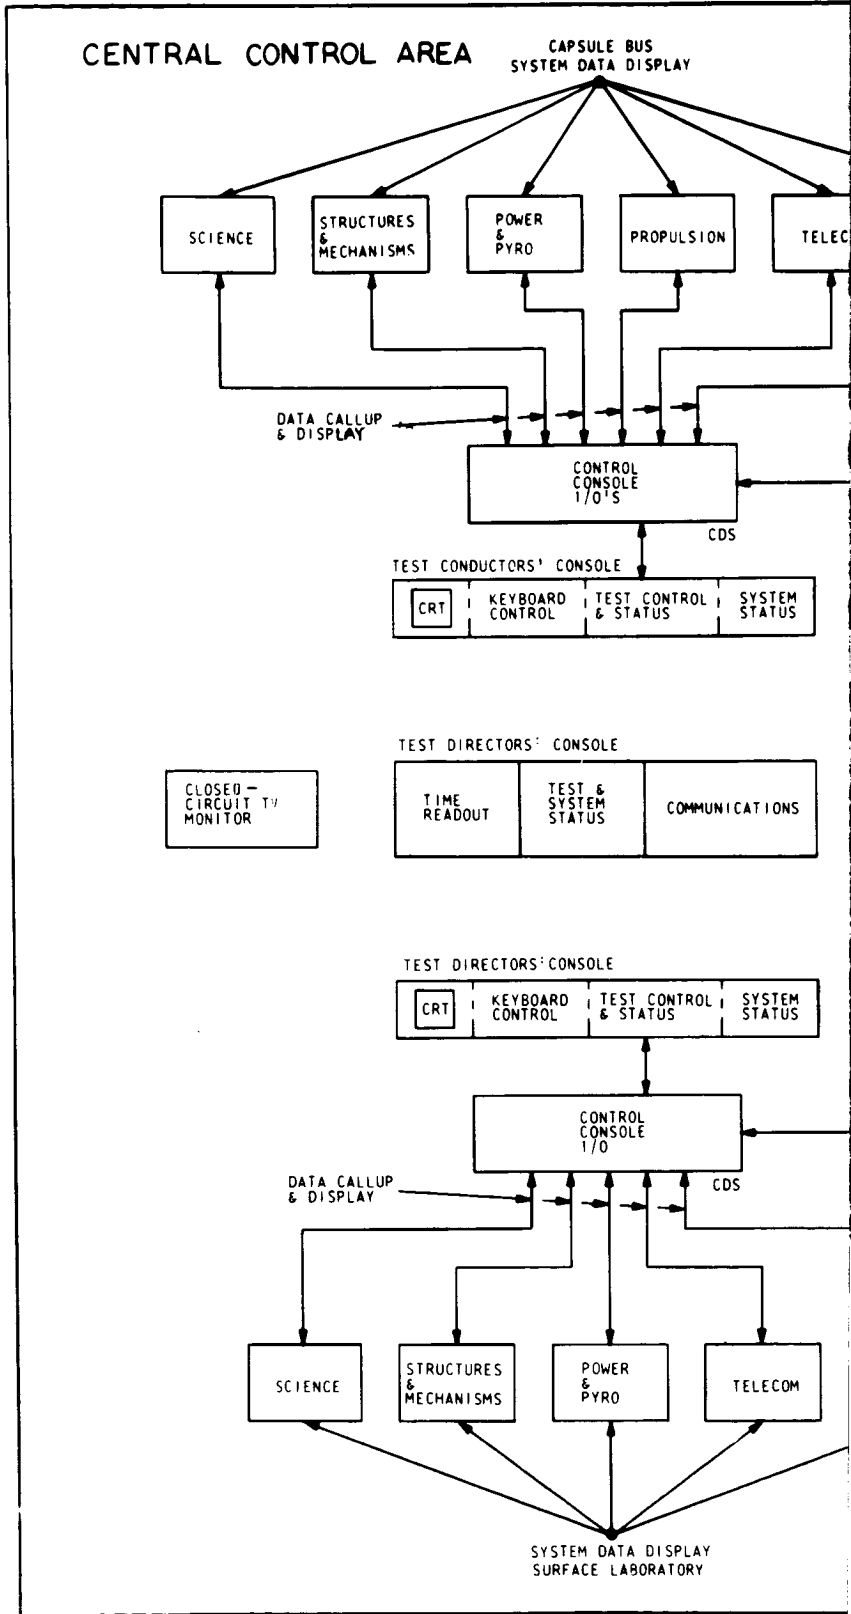 CENTRAL CONTROL AREA
CAPSULE BUS
SYSTEM DATA DISPLAY
SCIENCE
STRUCTURES
&
MECHANISMS
POWER
&
PYRO
PROPULSION
TELEC
DATA CALLUP
& DISPLAY
CONTROL
CONSOLE
I/O'S
CDS
TEST CONDUCTORS' CONSOLE
CRT
KEYBOARD
CONTROL
TEST CONTROL
& STATUS
SYSTEM
STATUS
TEST DIRECTORS' CONSOLE
CLOSED-
CIRCUIT TV
MONITOR
TIME
READOUT
TEST &
SYSTEM
STATUS
COMMUNICATIONS
TEST DIRECTORS' CONSOLE
CRT
KEYBOARD
CONTROL
TEST CONTROL
& STATUS
SYSTEM
STATUS
CONTROL
CONSOLE
I/O
CDS
DATA CALLUP
& DISPLAY
SCIENCE
STRUCTURES
&
MECHANISMS
POWER
&
PYRO
TELECOM
SYSTEM DATA DISPLAY
SURFACE LABORATORY